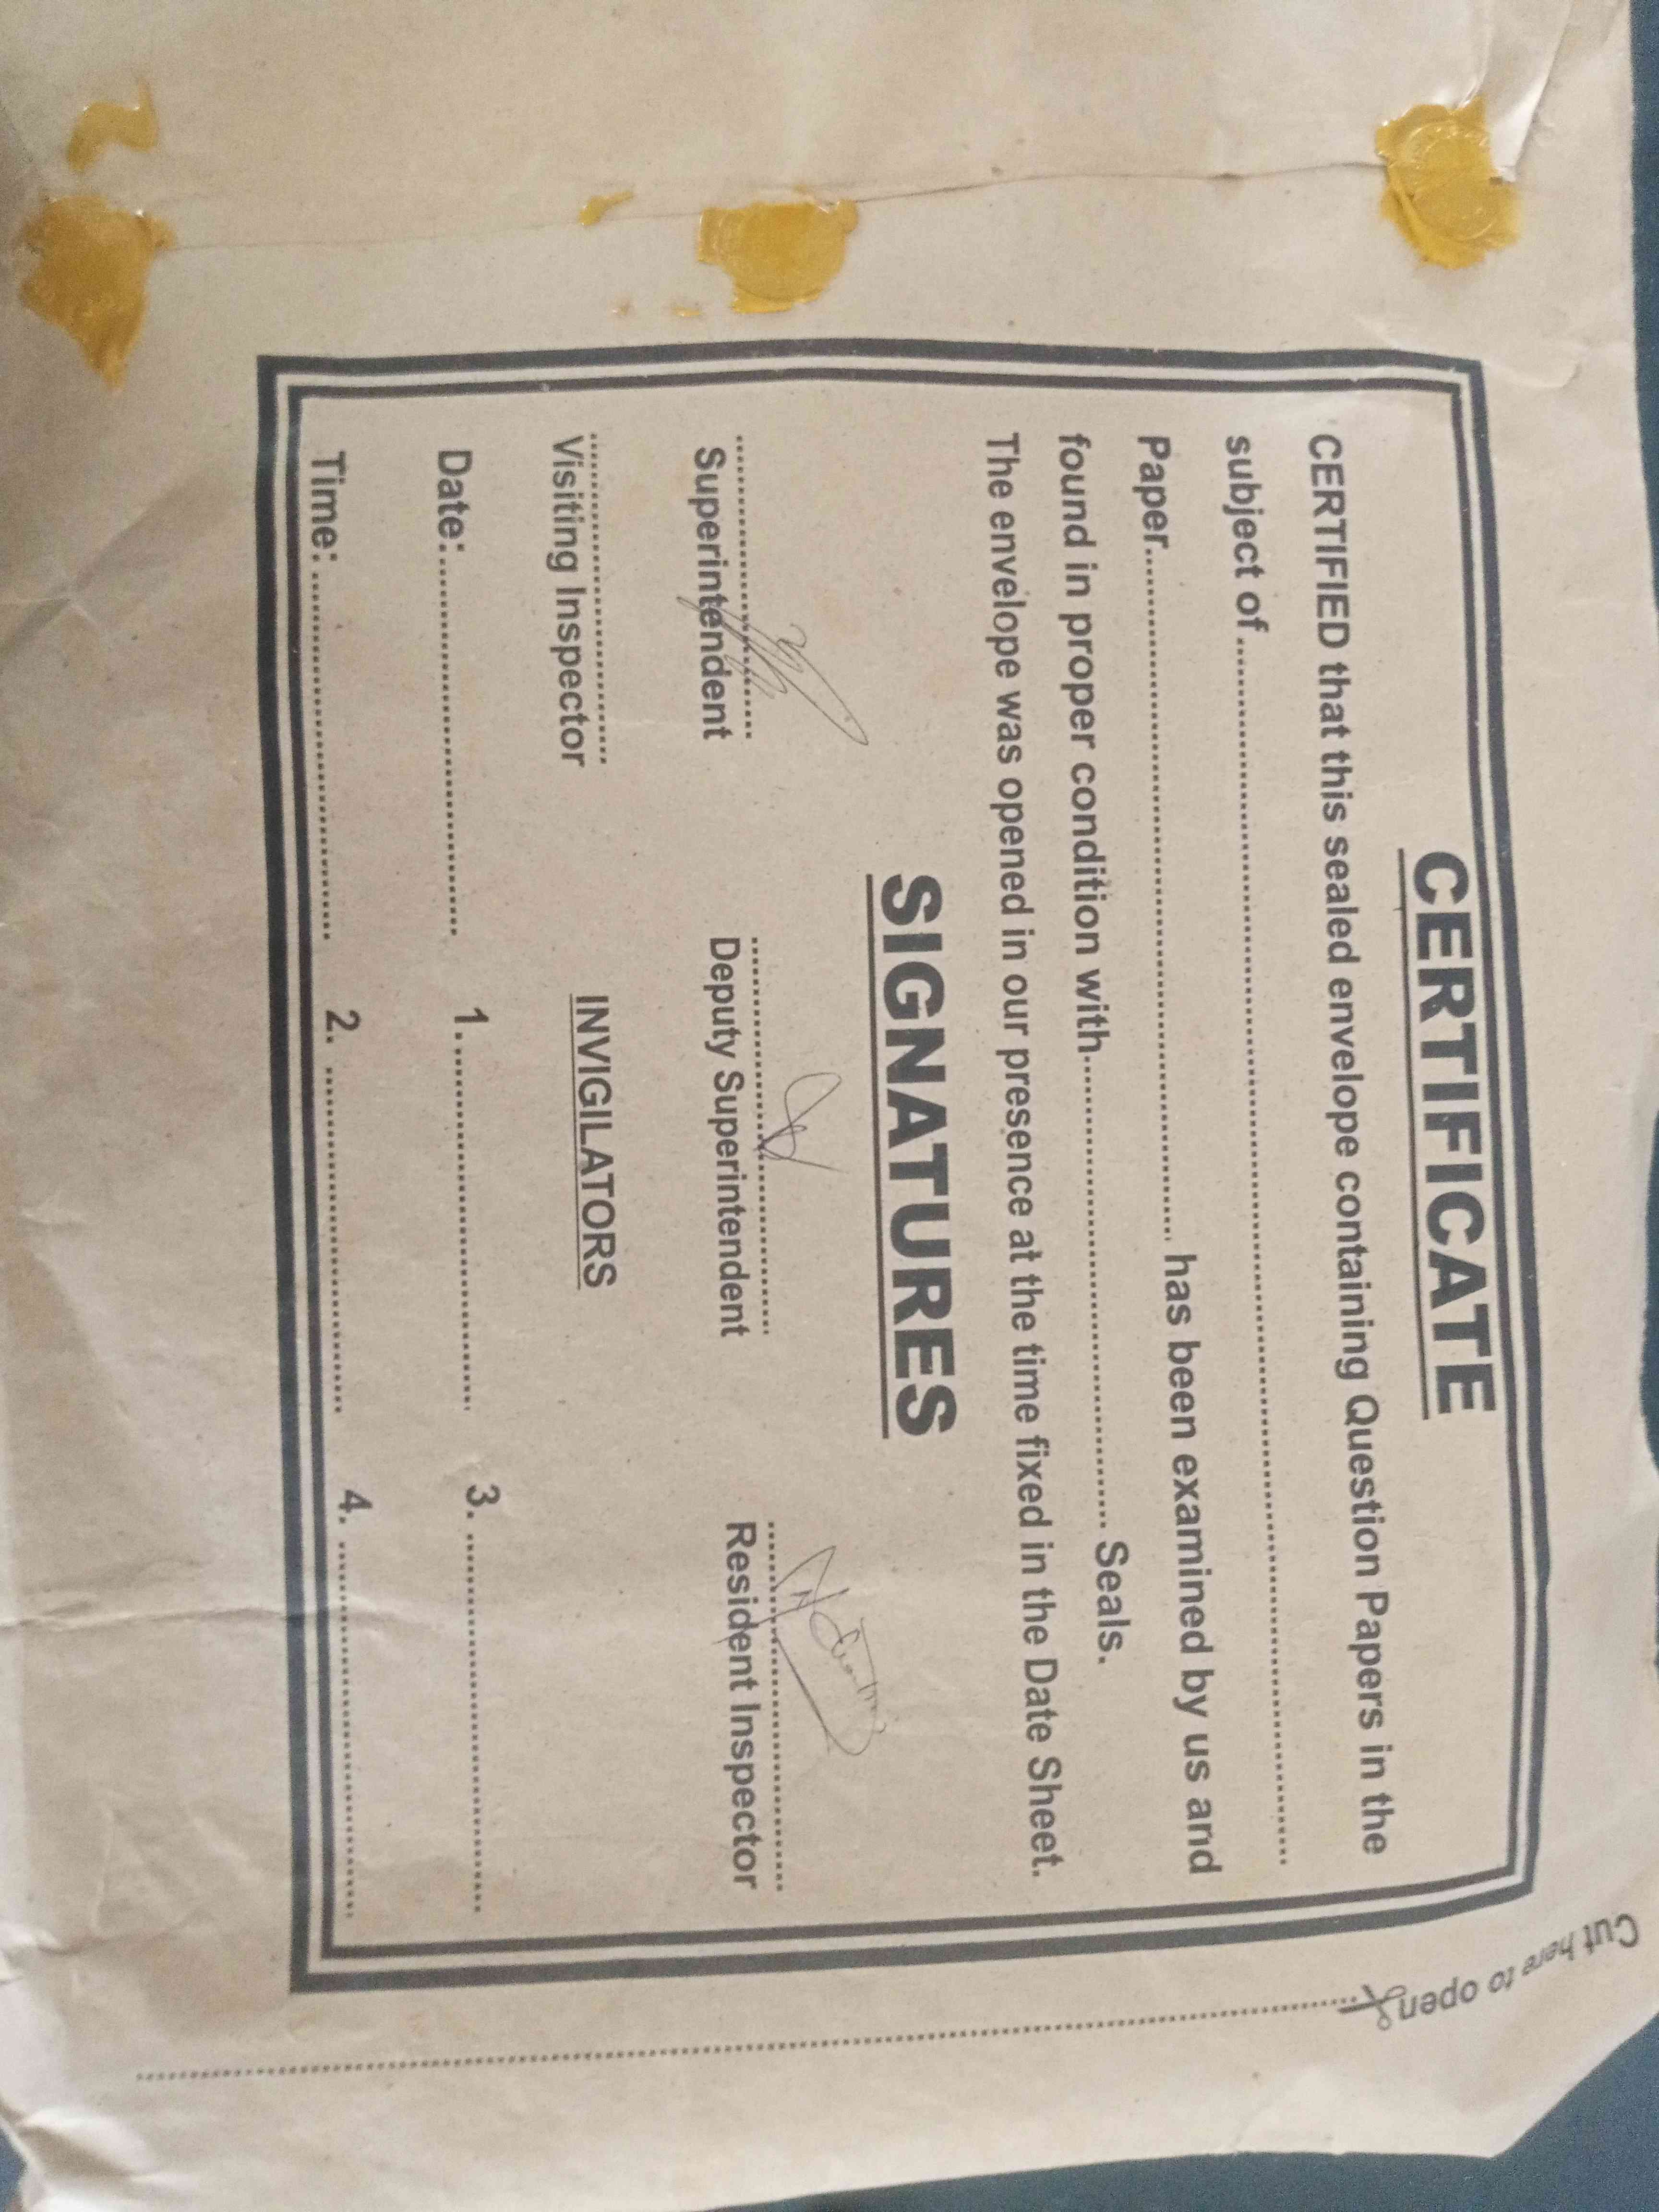 CERTIFICATE
CERTIFIED that this sealed envelope containing Question Papers in the
subject of........................................
Paper........................................ has been examined by us and
found in proper condition with........................................ Seals.
The envelope was opened in our presence at the time fixed in the Date Sheet.
SIGNATURES
Superintendent Deputy Superintendent Resident Inspector
Visiting Inspector INVIGILATORS
Date:.............................. 1. .............................. 3. ..............................
Time: .............................. 2. .............................. 4. ..............................
Cut here to open